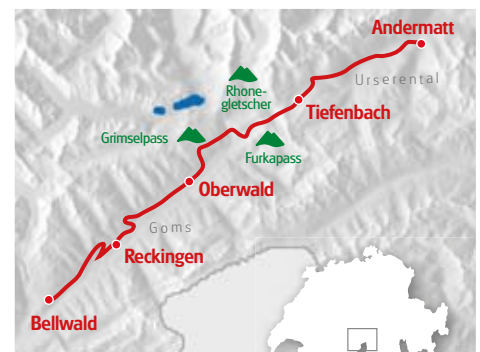 Andermatt
Urserental
Rhone-
gletscher
Tiefenbach
Grimselpass
Furkapass
Oberwald
Goms
Reckingen
Bellwald